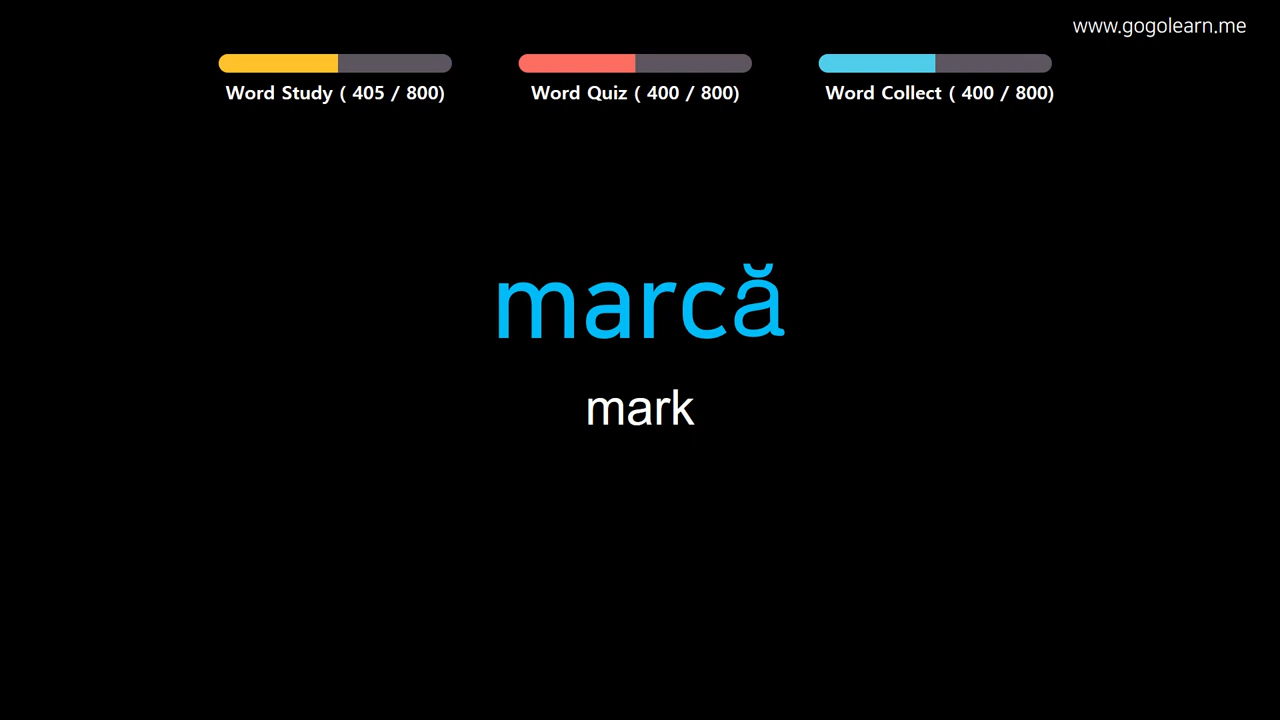 www.gogolearn.me
Word Study ( 405 / 800)
Word Quiz ( 400 / 800)
Word Collect ( 400 / 800)
marcă
mark